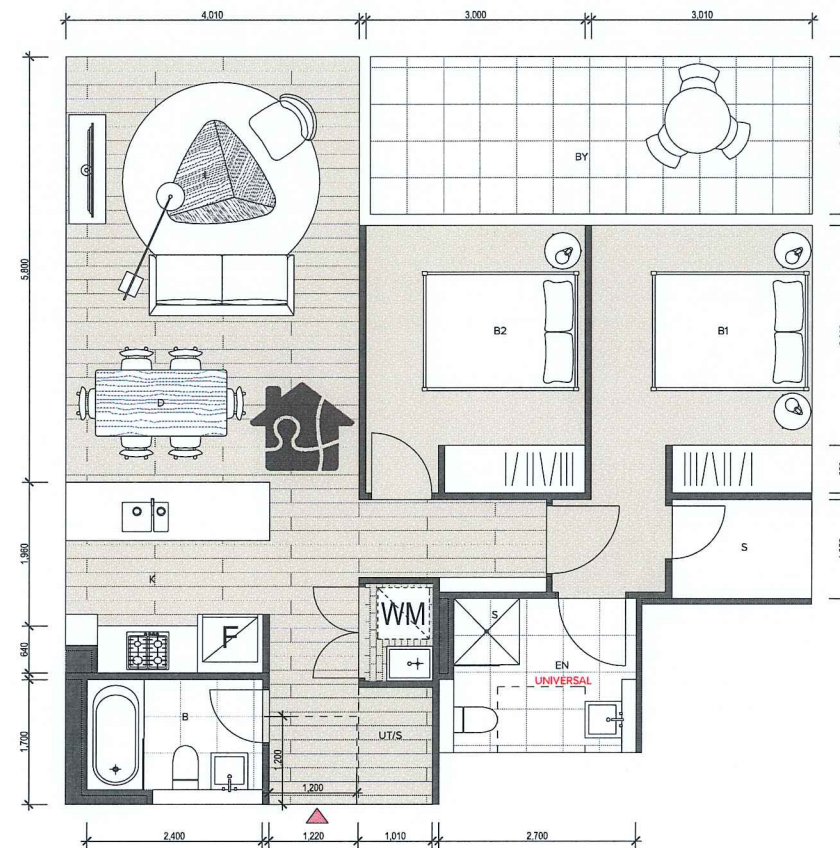 4,010
3,000
3,010
BY
5,800
B2
B1
D
1,960
S
K
WM
F
S
640
EN
UNIVERSAL
B
UT/S
1,700
1,200
1,200
2,400
1,220
1,010
2,700